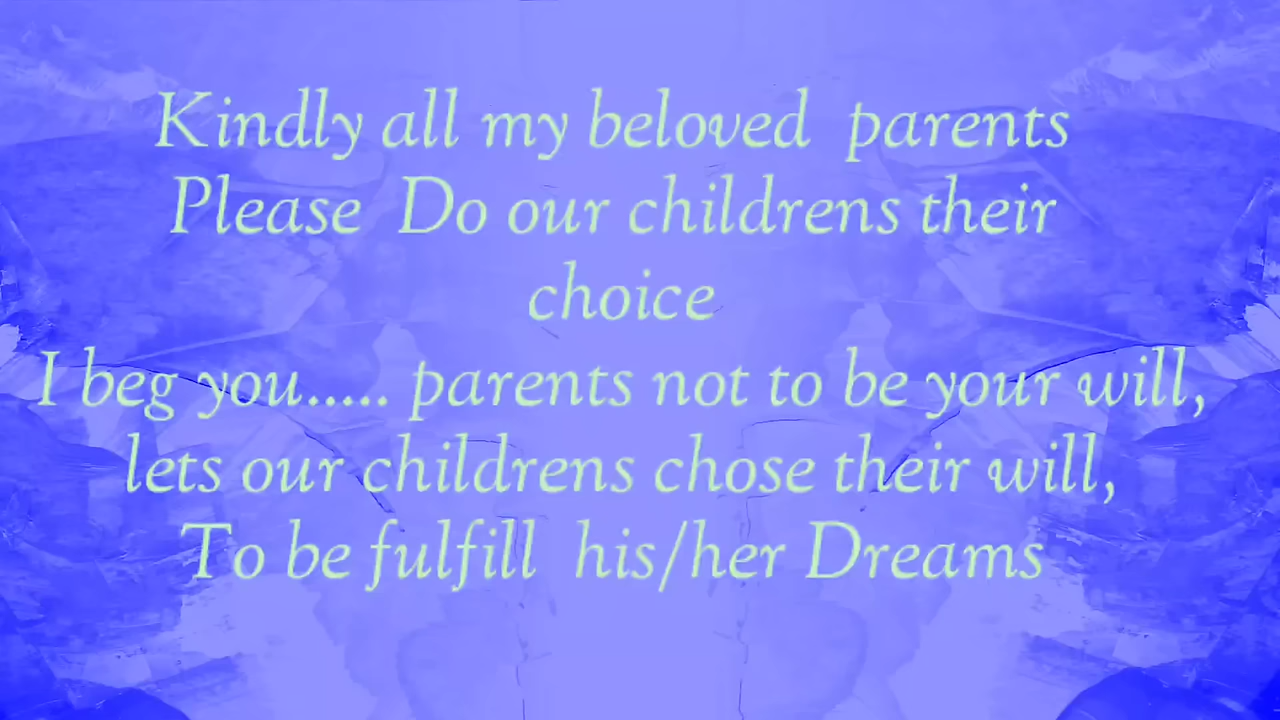 Kindly all my beloved parents
Please Do our childrens their
choice
I beg you..... parents not to be your will,
lets our childrens chose their will,
To be fulfill his/her Dreams